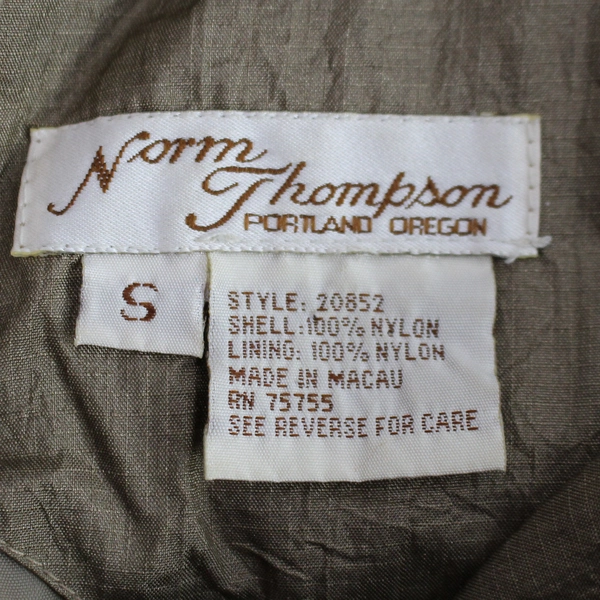 Norm
Thompson
PORTLAND OREGON
S
STYLE: 20852
SHELL: 100% NYLON
LINING: 100% NYLON
MADE IN MACAU
RN 75755
SEE REVERSE FOR CARE